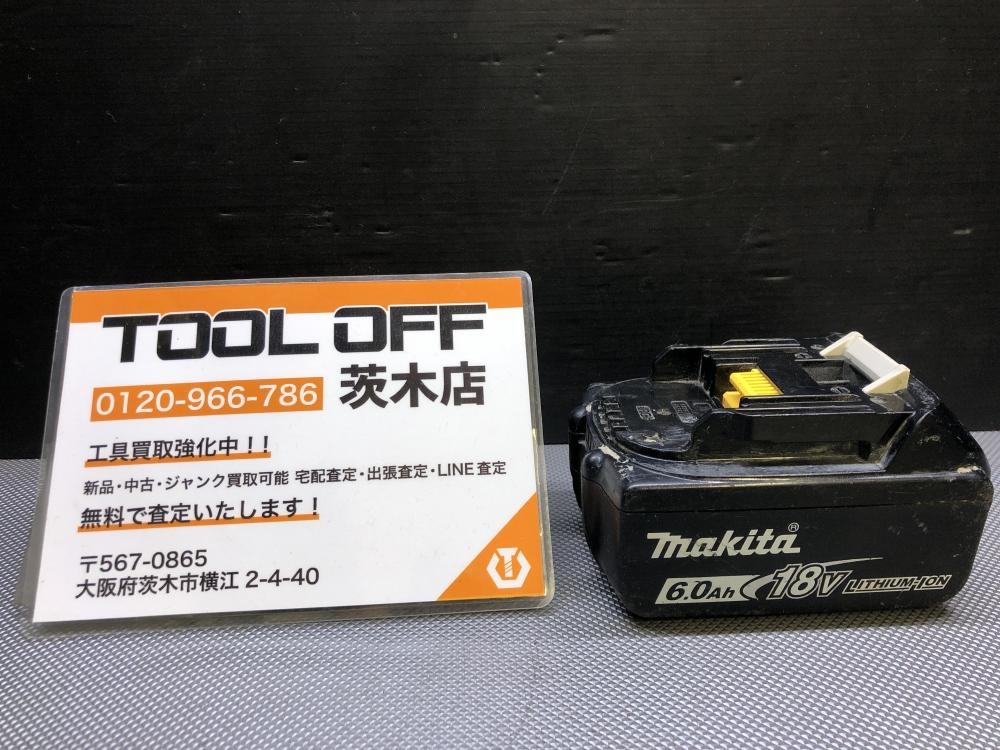 TOOL OFF
0120-966-786 茨木店
工具買取強化中!!
新品・中古・ジャンク買取可能 宅配査定・出張査定・LINE査定
無料で査定いたします!
〒567-0865
大阪府茨木市横江 2-4-40
makita®
6.0Ah 18V LITHIUM-ION